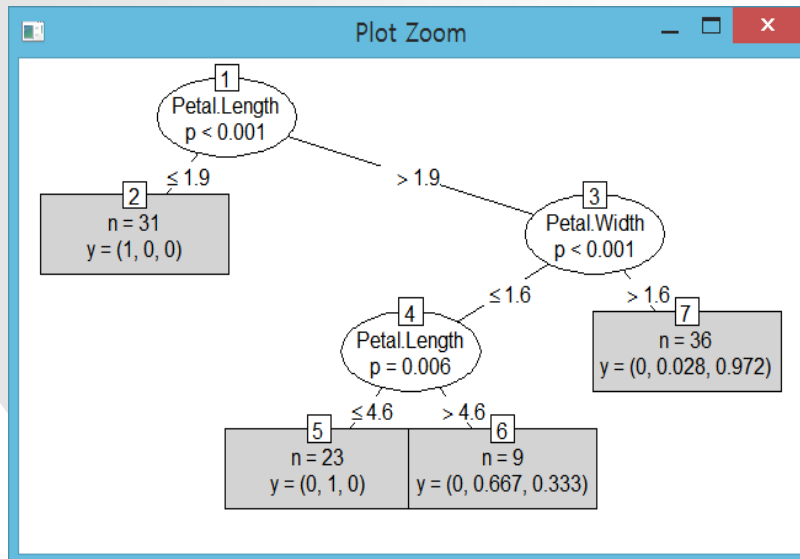 Plot Zoom
1
Petal.Length
p < 0.001
≤ 1.9
> 1.9
2
n = 31
y = (1, 0, 0)
3
Petal.Width
p < 0.001
≤ 1.6
> 1.6
4
Petal.Length
p = 0.006
7
n = 36
y = (0, 0.028, 0.972)
≤ 4.6
> 4.6
5
n = 23
y = (0, 1, 0)
6
n = 9
y = (0, 0.667, 0.333)